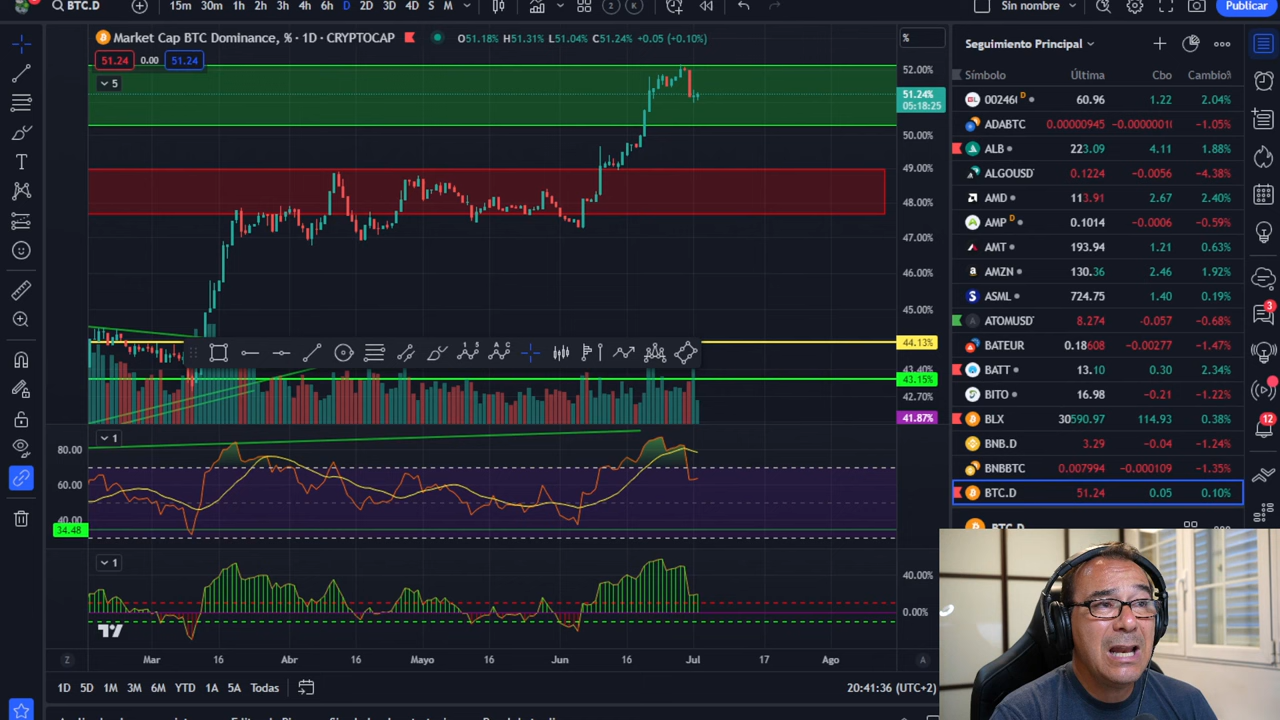 BTC.D
15m 30m 1h 2h 3h 4h 6h D 2D 3D 4D S M
2 K
Sin nombre
Publicar
Market Cap BTC Dominance, % · 1D · CRYPTOCAP
O51.18% H51.31% L51.04% C51.24% +0.05 (+0.10%)
%
51.24 0.00 51.24
5
52.00%
51.24%
05:18:25
50.00%
49.00%
48.00%
47.00%
46.00%
45.00%
44.13%
43.40%
43.15%
42.70%
41.87%
1
80.00
60.00
40.00
34.48
1
40.00%
0.00%
Z
Mar 16 Abr 16 Mayo 16 Jun 16 Jul 17 Ago
A
1D 5D 1M 3M 6M YTD 1A 5A Todas
20:41:36 (UTC+2)
Seguimiento Principal
Símbolo Última Cbo Cambio%
00246 D 60.96 1.22 2.04%
ADABTC 0.00000945 -0.0000001( -1.05%
ALB 223.09 4.11 1.88%
ALGOUSD 0.1224 -0.0056 -4.38%
AMD 113.91 2.67 2.40%
AMP D 0.1014 -0.0006 -0.59%
AMT 193.94 1.21 0.63%
AMZN 130.36 2.46 1.92%
ASML 724.75 1.40 0.19%
ATOMUSD 8.274 -0.057 -0.68%
BATEUR 0.18608 -0.00277 -1.47%
BATT 13.10 0.30 2.34%
BITO 16.98 -0.21 -1.22%
BLX 30590.97 114.93 0.38%
BNB.D 3.29 -0.04 -1.24%
BNBBTC 0.007994 -0.000109 -1.35%
BTC.D 51.24 0.05 0.10%
BTC.D
3
12